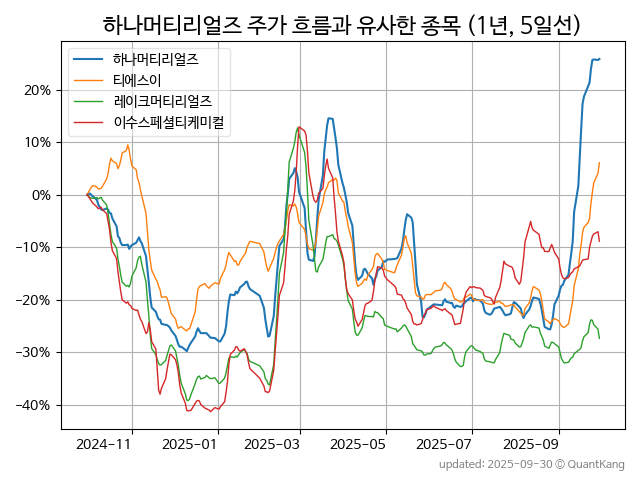 하나머티리얼즈 주가 흐름과 유사한 종목 (1년, 5일선)
하나머티리얼즈
티에스이
레이크머티리얼즈
이수스페셜티케미컬
20%
10%
0%
−10%
−20%
−30%
−40%
2024-11 2025-01 2025-03 2025-05 2025-07 2025-09
updated: 2025-09-30 © QuantKang